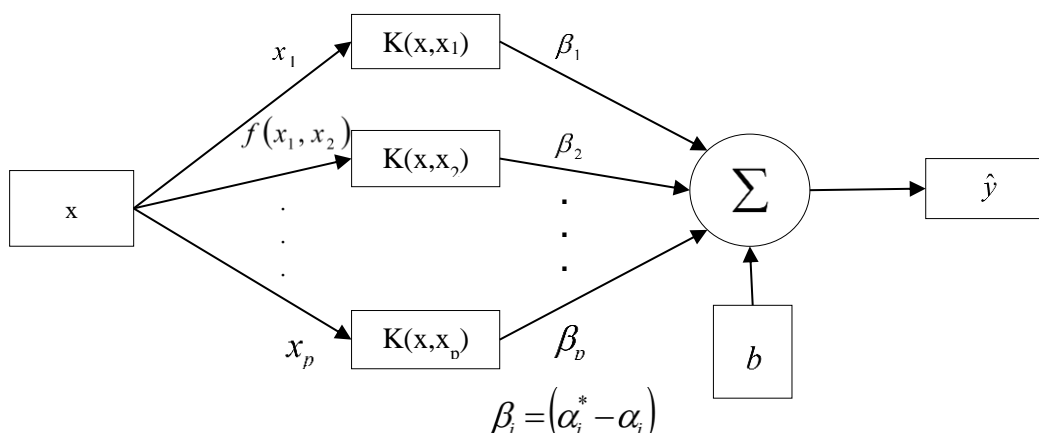 x₁
K(x,x₁)
β₁
f(x₁, x₂)
K(x,x₂)
β₂
x
Σ
ŷ
xₚ
K(x,xₚ)
βₚ
b
βᵢ = (αᵢ* − αᵢ)